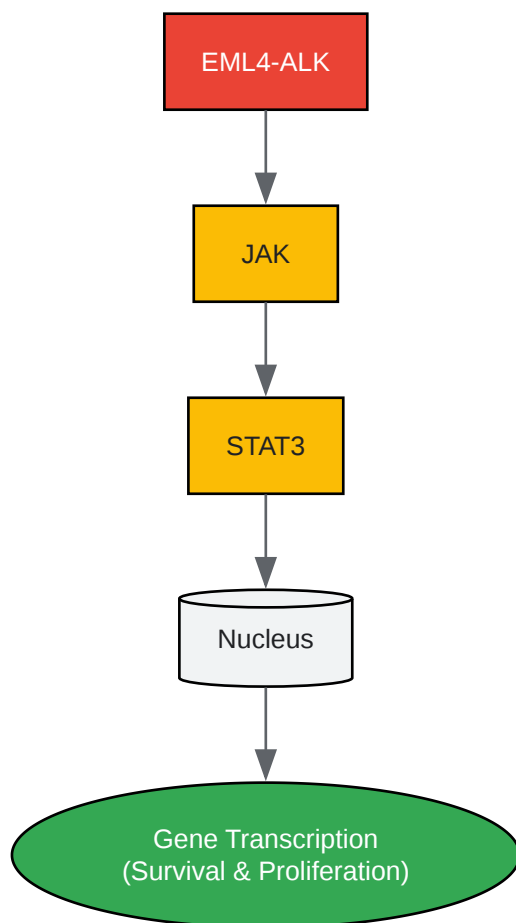 EML4-ALK
JAK
STAT3
Nucleus
Gene Transcription
(Survival & Proliferation)